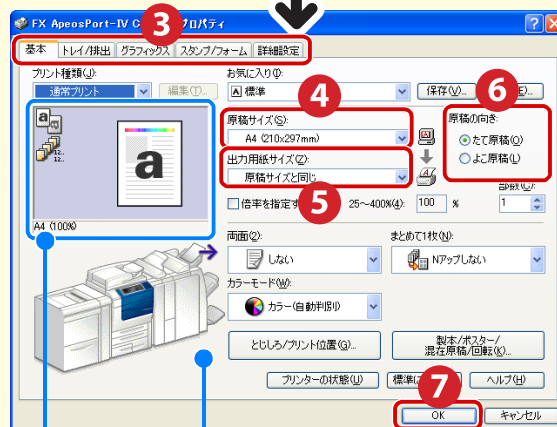 FX ApeosPort-IV C プロパティ
3
基本 トレイ/排出 グラフィックス スタンプ/フォーム 詳細設定
プリント種類(J):
お気に入り(I):
通常プリント 編集(T)...
A 標準
保存(V)... E)...
4
6
原稿サイズ(S):
原稿の向き:
A4 (210x297mm)
たて原稿(O)
出力用紙サイズ(Z):
よこ原稿(L)
原稿サイズと同じ
部数(C):
5
倍率を指定す 25~400%(4): 100 %
1
a
12..
12..
a
A4 (100%)
両面(2):
まとめて1枚(N):
しない
Nアップしない
カラーモード(W):
カラー(自動判別)
とじしろ/プリント位置(G)...
製本/ポスター/
混在原稿/回転(K)...
7
プリンターの状態(U) 標準( ヘルプ(H)
OK キャンセル